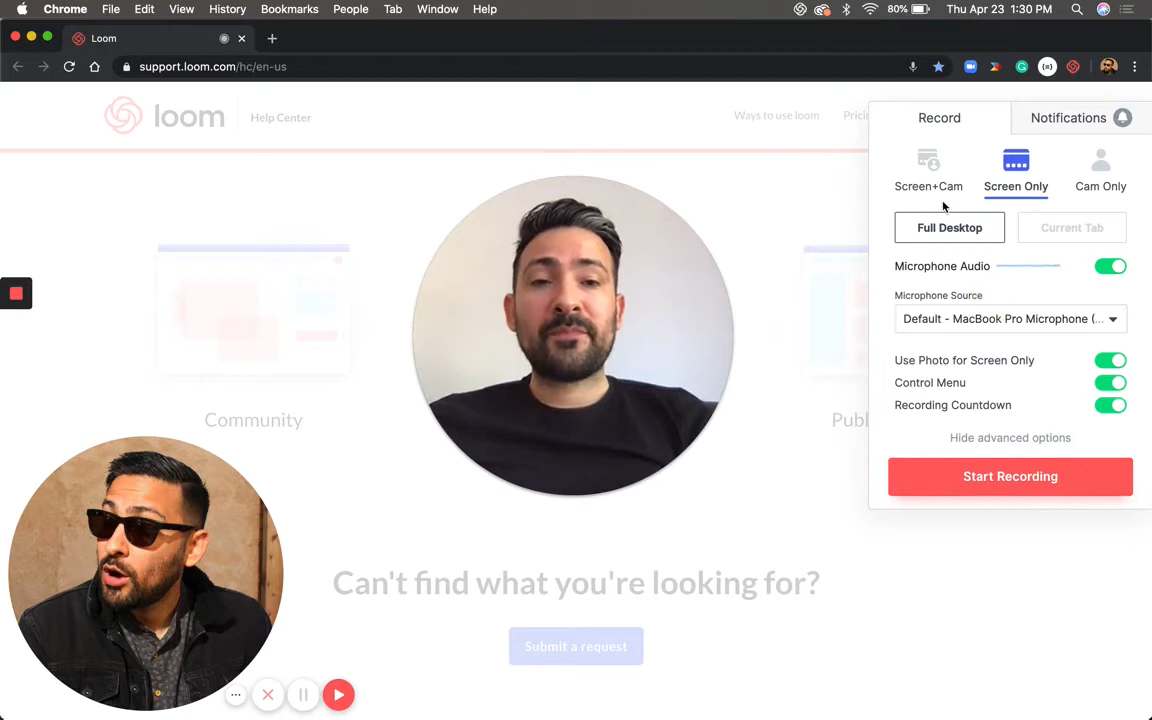 Chrome File Edit View History Bookmarks People Tab Window Help 80% Thu Apr 23 1:30 PM
Loom
support.loom.com/hc/en-us
loom Help Center Ways to use loom
Record Notifications
Screen+Cam Screen Only Cam Only
Full Desktop Current Tab
Microphone Audio
Microphone Source
Default - MacBook Pro Microphone (...
Use Photo for Screen Only
Control Menu
Recording Countdown
Hide advanced options
Start Recording
Community
Can't find what you're looking for?
Submit a request